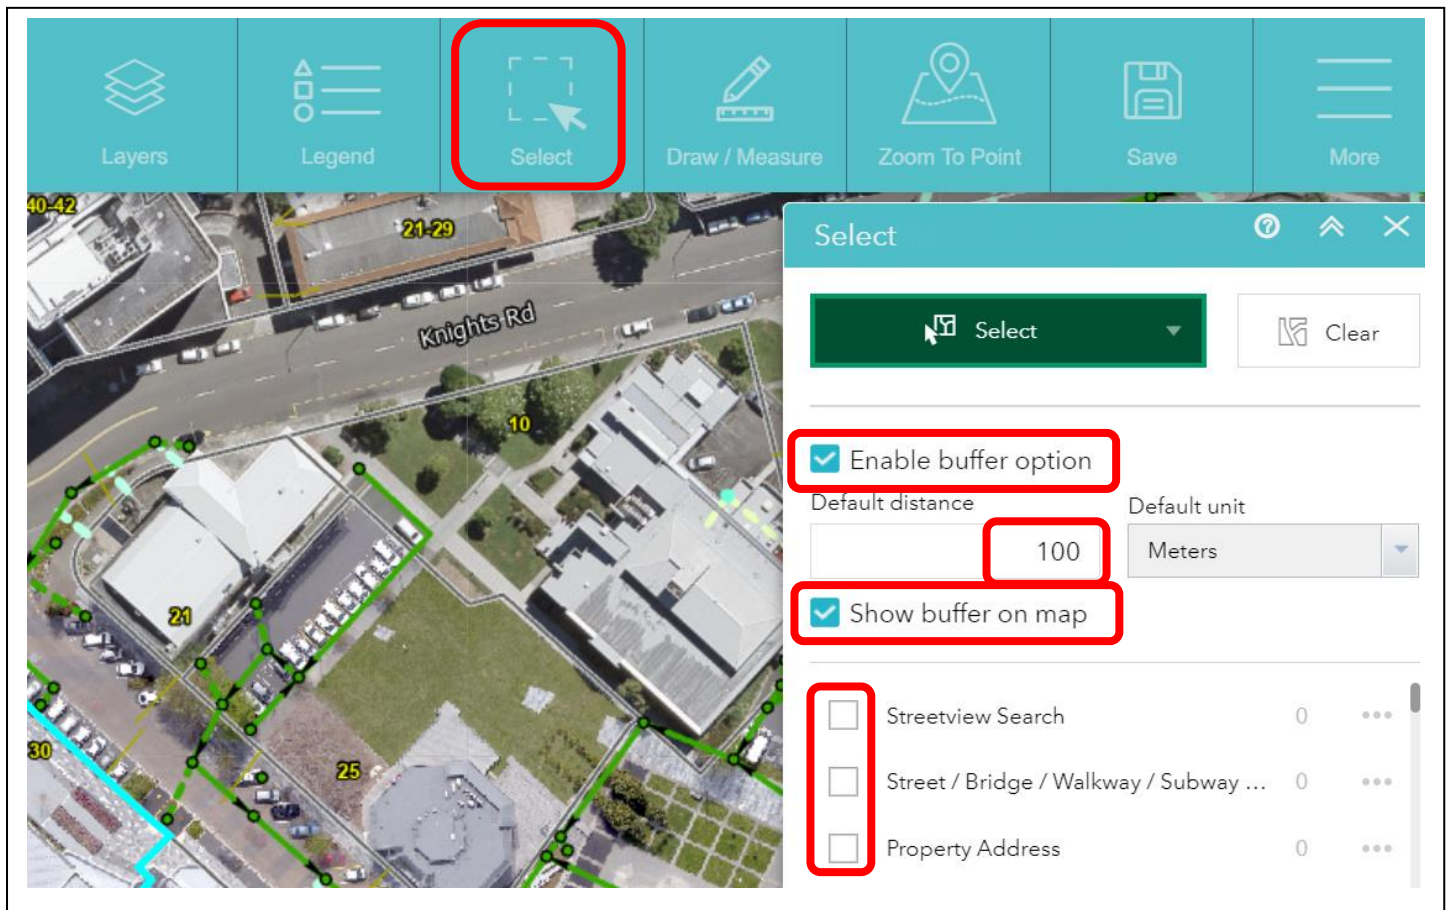 Layers
Legend
Select
Draw / Measure
Zoom To Point
Save
More
40-42
21-29
Knights Rd
10
21
30
25
Select
Select
Clear
Enable buffer option
Default distance
Default unit
100
Meters
Show buffer on map
Streetview Search 0
Street / Bridge / Walkway / Subway ... 0
Property Address 0